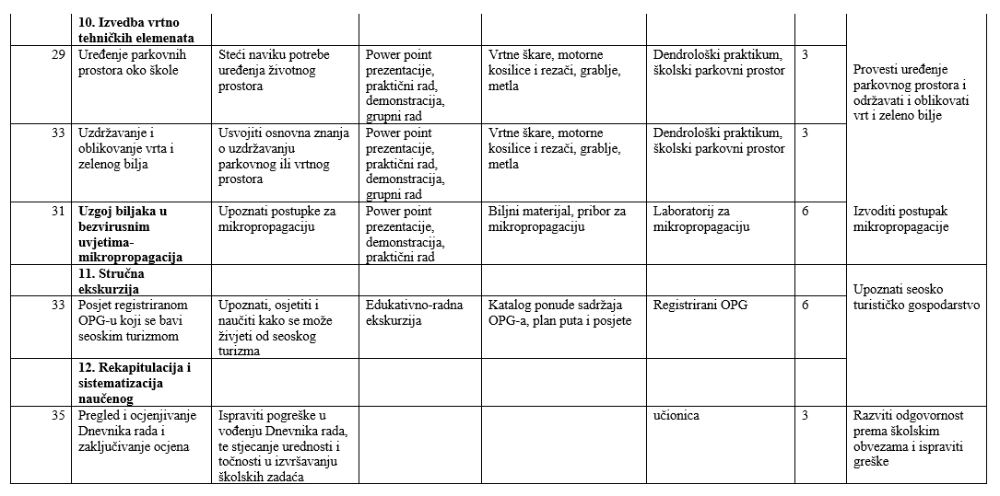 10. Izvedba vrtno
tehničkih elemenata
29
Uređenje parkovnih
prostora oko škole
Steći naviku potrebe
uređenja životnog
prostora
Power point
prezentacije,
praktični rad,
demonstracija,
grupni rad
Vrtne škare, motorne
kosilice i rezači, grablje,
metla
Dendrološki praktikum,
školski parkovni prostor
3
Provesti uređenje
parkovnog prostora i
održavati i oblikovati
vrt i zeleno bilje
33
Uzdržavanje i
oblikovanje vrta i
zelenog bilja
Usvojiti osnovna znanja
o uzdržavanju
parkovnog ili vrtnog
prostora
Power point
prezentacije,
praktični rad,
demonstracija,
grupni rad
Vrtne škare, motorne
kosilice i rezači, grablje,
metla
Dendrološki praktikum,
školski parkovni prostor
3
31
Uzgoj biljaka u
bezvirusnim
uvjetima-
mikropropagacija
Upoznati postupke za
mikropropagaciju
Power point
prezentacije,
demonstracija,
praktični rad
Biljni materijal, pribor za
mikropropagaciju
Laboratorij za
mikropropagaciju
6
Izvoditi postupak
mikropropagacije
11. Stručna
ekskurzija
33
Posjet registriranom
OPG-u koji se bavi
seoskim turizmom
Upoznati, osjetiti i
naučiti kako se može
živjeti od seoskog
turizma
Edukativno-radna
ekskurzija
Katalog ponude sadržaja
OPG-a, plan puta i posjete
Registrirani OPG
6
Upoznati seosko
turističko gospodarstvo
12. Rekapitulacija i
sistematizacija
naučenog
35
Pregled i ocjenjivanje
Dnevnika rada i
zaključivanje ocjena
Ispraviti pogreške u
vođenju Dnevnika rada,
te stjecanje urednosti i
točnosti u izvršavanju
školskih zadaća
učionica
3
Razviti odgovornost
prema školskim
obvezama i ispraviti
greške